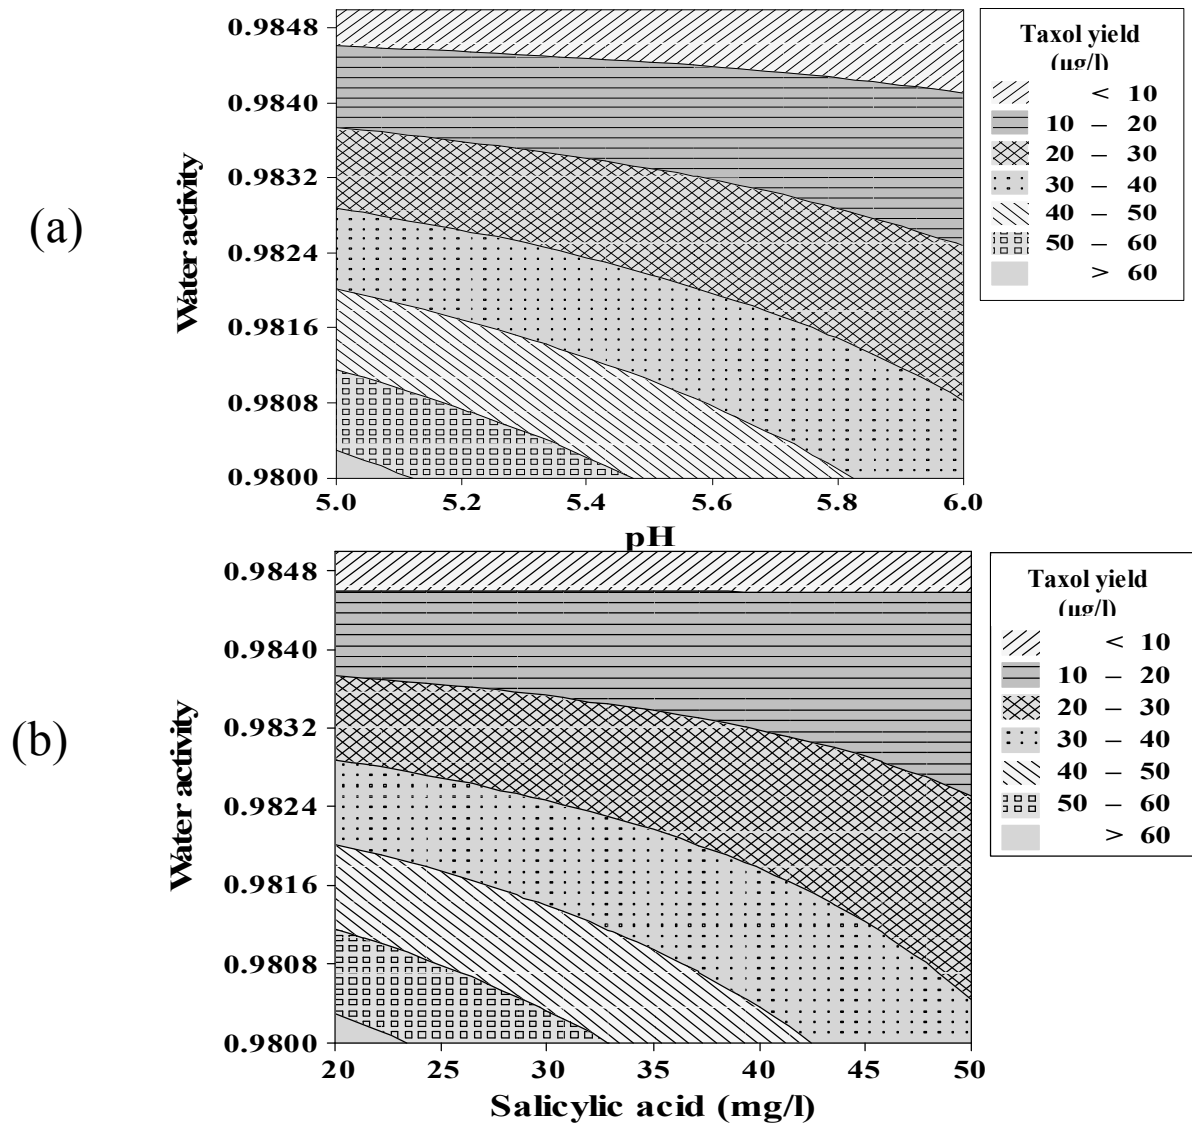 (a)
Water activity
0.9848
0.9840
0.9832
0.9824
0.9816
0.9808
0.9800
5.0 5.2 5.4 5.6 5.8 6.0
pH
Taxol yield
(µg/l)
< 10
10 – 20
20 – 30
30 – 40
40 – 50
50 – 60
> 60
(b)
Water activity
0.9848
0.9840
0.9832
0.9824
0.9816
0.9808
0.9800
20 25 30 35 40 45 50
Salicylic acid (mg/l)
Taxol yield
(µg/l)
< 10
10 – 20
20 – 30
30 – 40
40 – 50
50 – 60
> 60